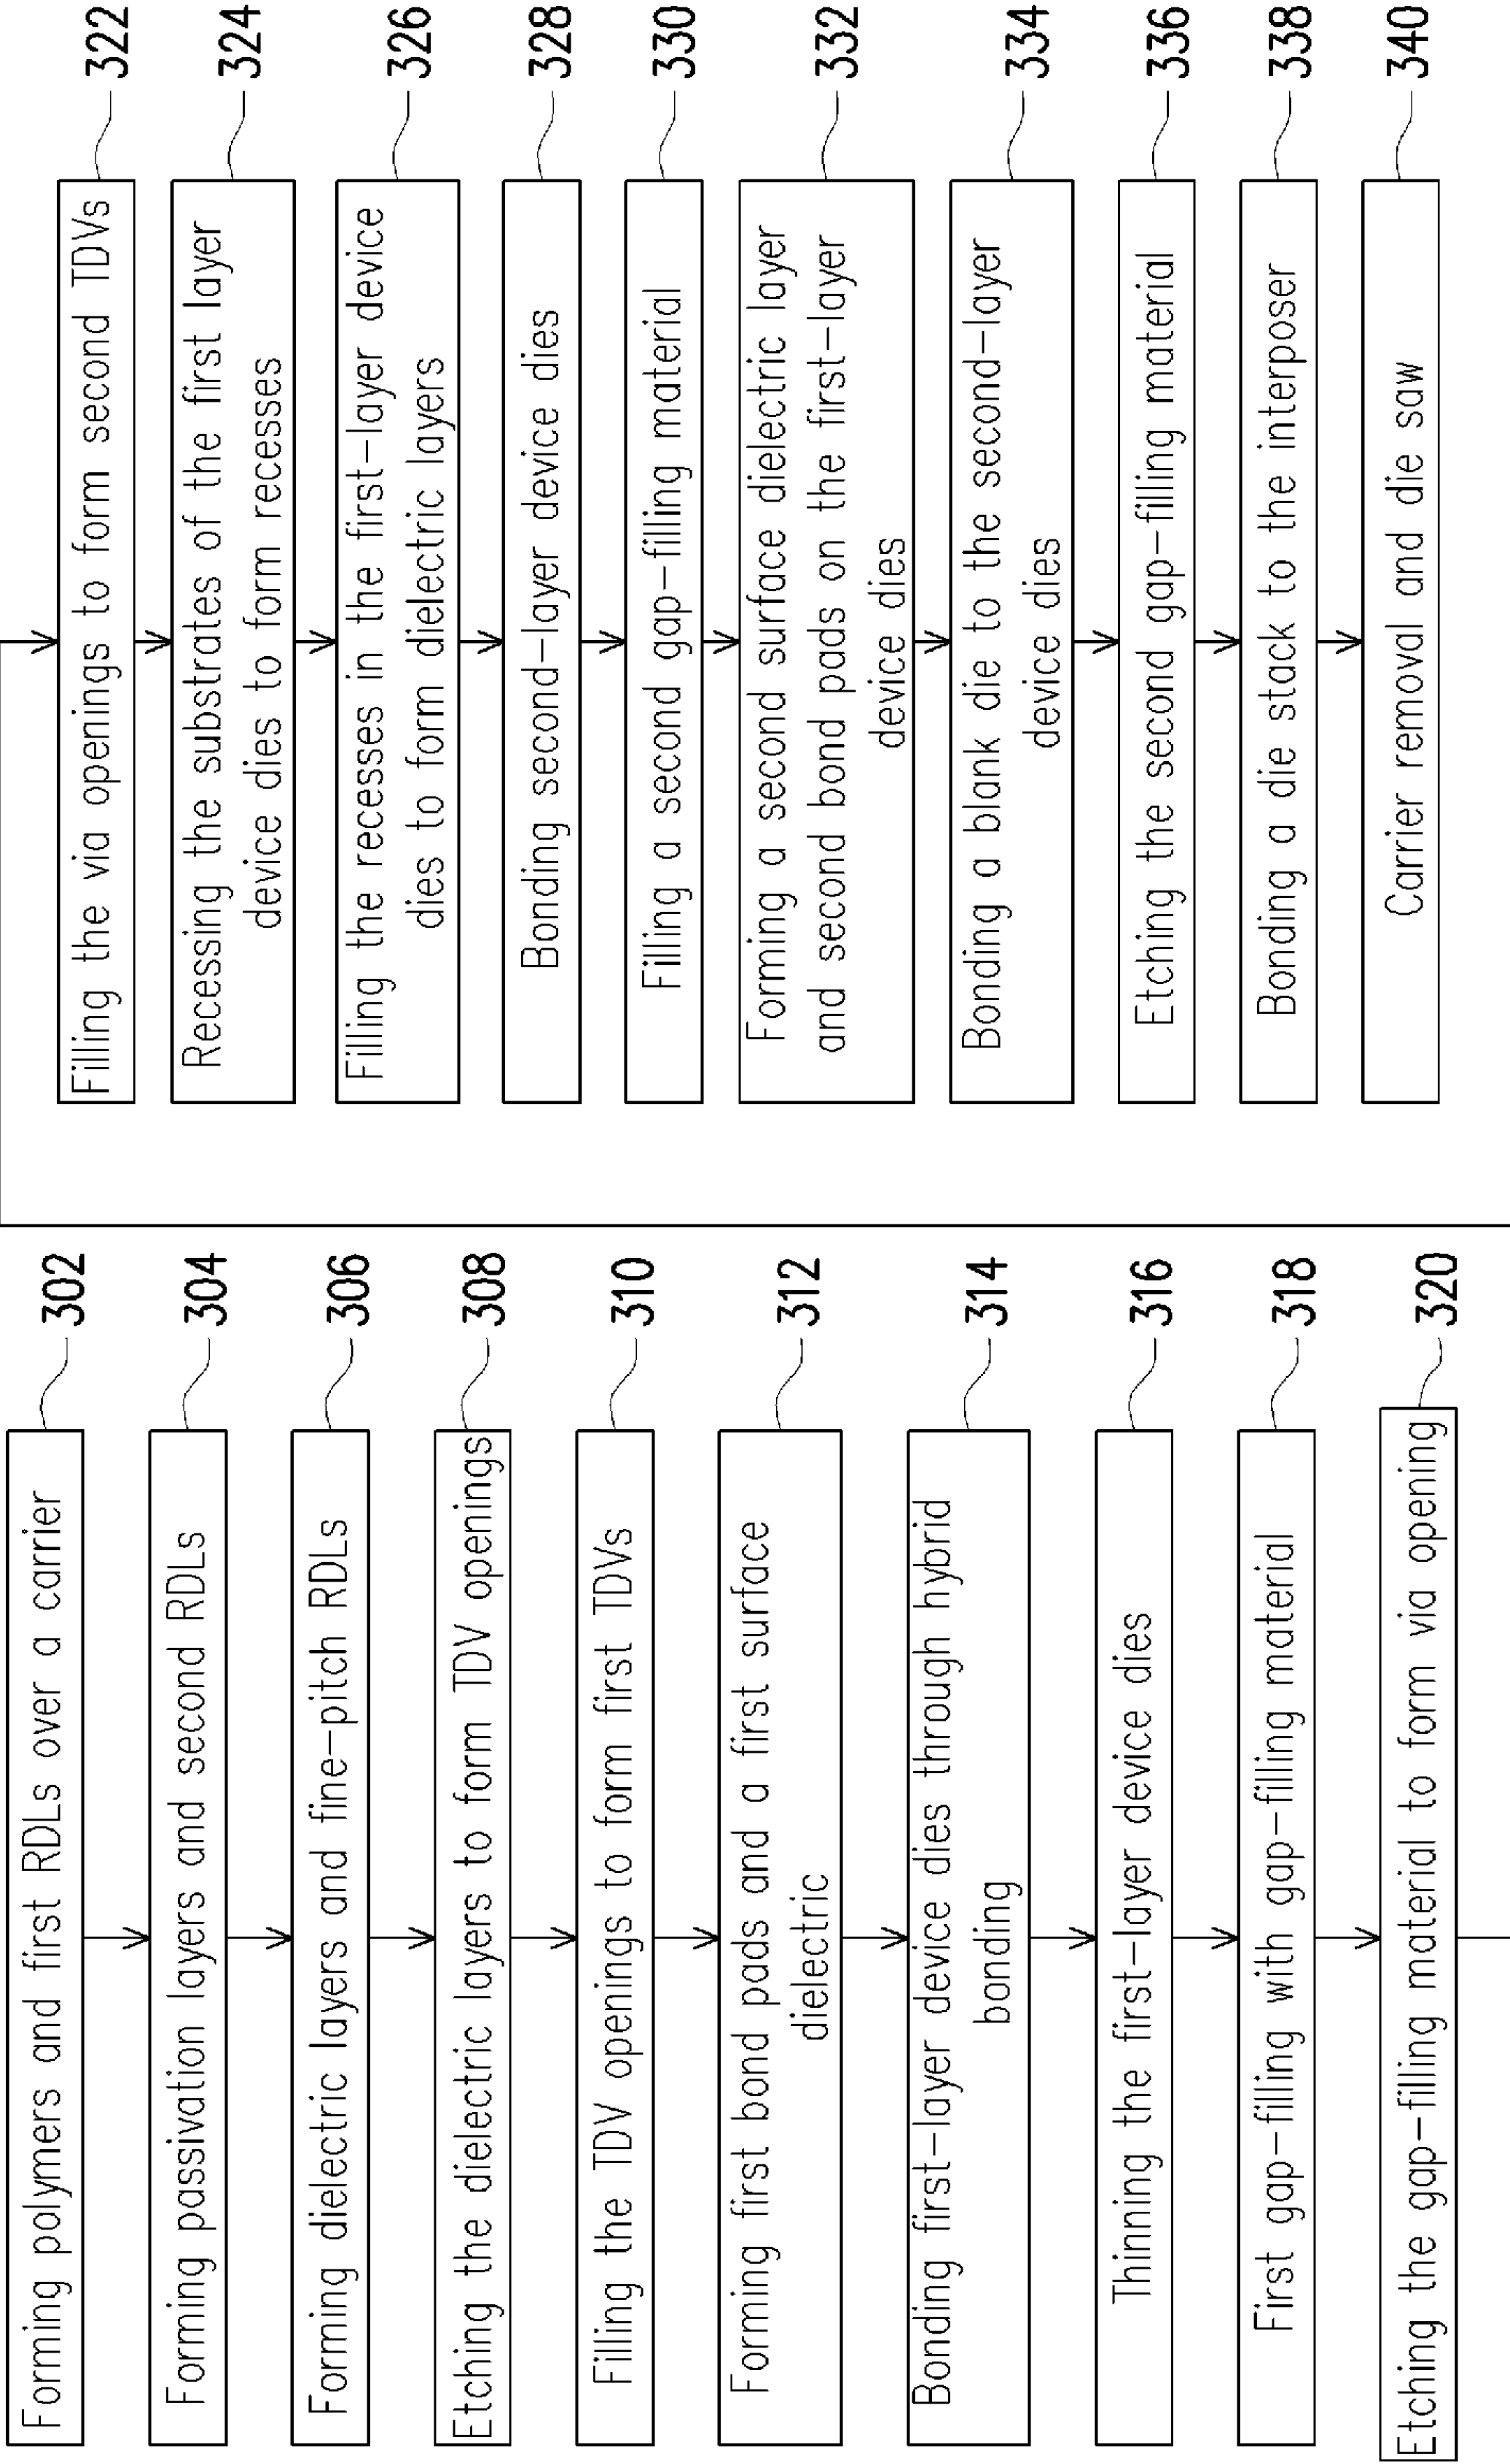 Forming polymers and first RDLs over a carrier
302
Forming passivation layers and second RDLs
304
Forming dielectric layers and fine-pitch RDLs
306
Etching the dielectric layers to form TDV openings
308
Filling the TDV openings to form first TDVs
310
Forming first bond pads and a first surface
dielectric
312
Bonding first-layer device dies through hybrid
bonding
314
Thinning the first-layer device dies
316
First gap-filling with gap-filling material
318
Etching the gap-filling material to form via opening
320
Filling the via openings to form second TDVs
322
Recessing the substrates of the first layer
device dies to form recesses
324
Filling the recesses in the first-layer device
dies to form dielectric layers
326
Bonding second-layer device dies
328
Filling a second gap-filling material
330
Forming a second surface dielectric layer
and second bond pads on the first-layer
device dies
332
Bonding a blank die to the second-layer
device dies
334
Etching the second gap-filling material
336
Bonding a die stack to the interposer
338
Carrier removal and die saw
340